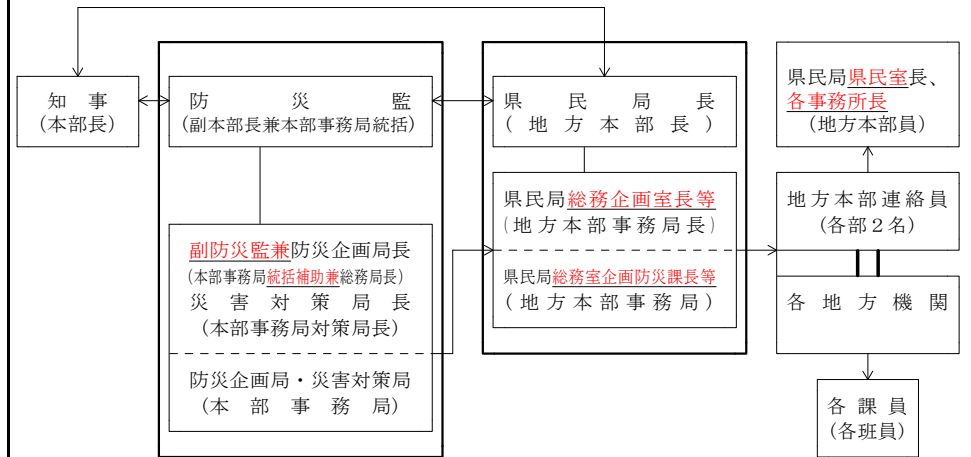 知事
(本部長)
防災監
(副本部長兼本部事務局統括)
県民局長
(地方本部長)
県民局県民室長、
各事務所長
(地方本部員)
副防災監兼防災企画局長
(本部事務局統括補助兼総務局長)
災害対策局長
(本部事務局対策局長)
防災企画局・災害対策局
(本部事務局)
県民局総務企画室長等
(地方本部事務局長)
県民局総務室企画防災課長等
(地方本部事務局)
地方本部連絡員
(各部2名)
各地方機関
各課員
(各班員)